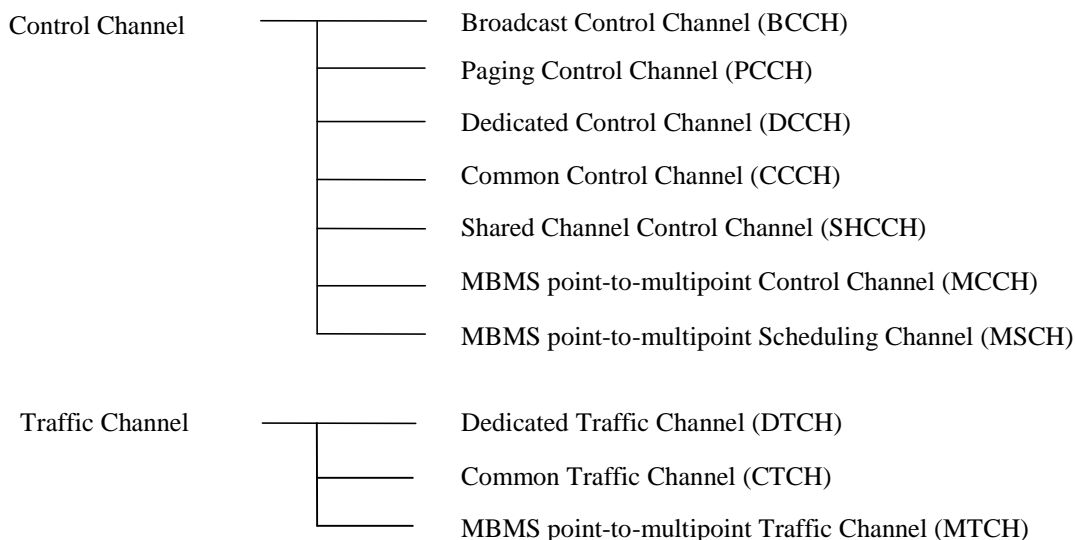 Control Channel
Broadcast Control Channel (BCCH)
Paging Control Channel (PCCH)
Dedicated Control Channel (DCCH)
Common Control Channel (CCCH)
Shared Channel Control Channel (SHCCH)
MBMS point-to-multipoint Control Channel (MCCH)
MBMS point-to-multipoint Scheduling Channel (MSCH)
Traffic Channel
Dedicated Traffic Channel (DTCH)
Common Traffic Channel (CTCH)
MBMS point-to-multipoint Traffic Channel (MTCH)